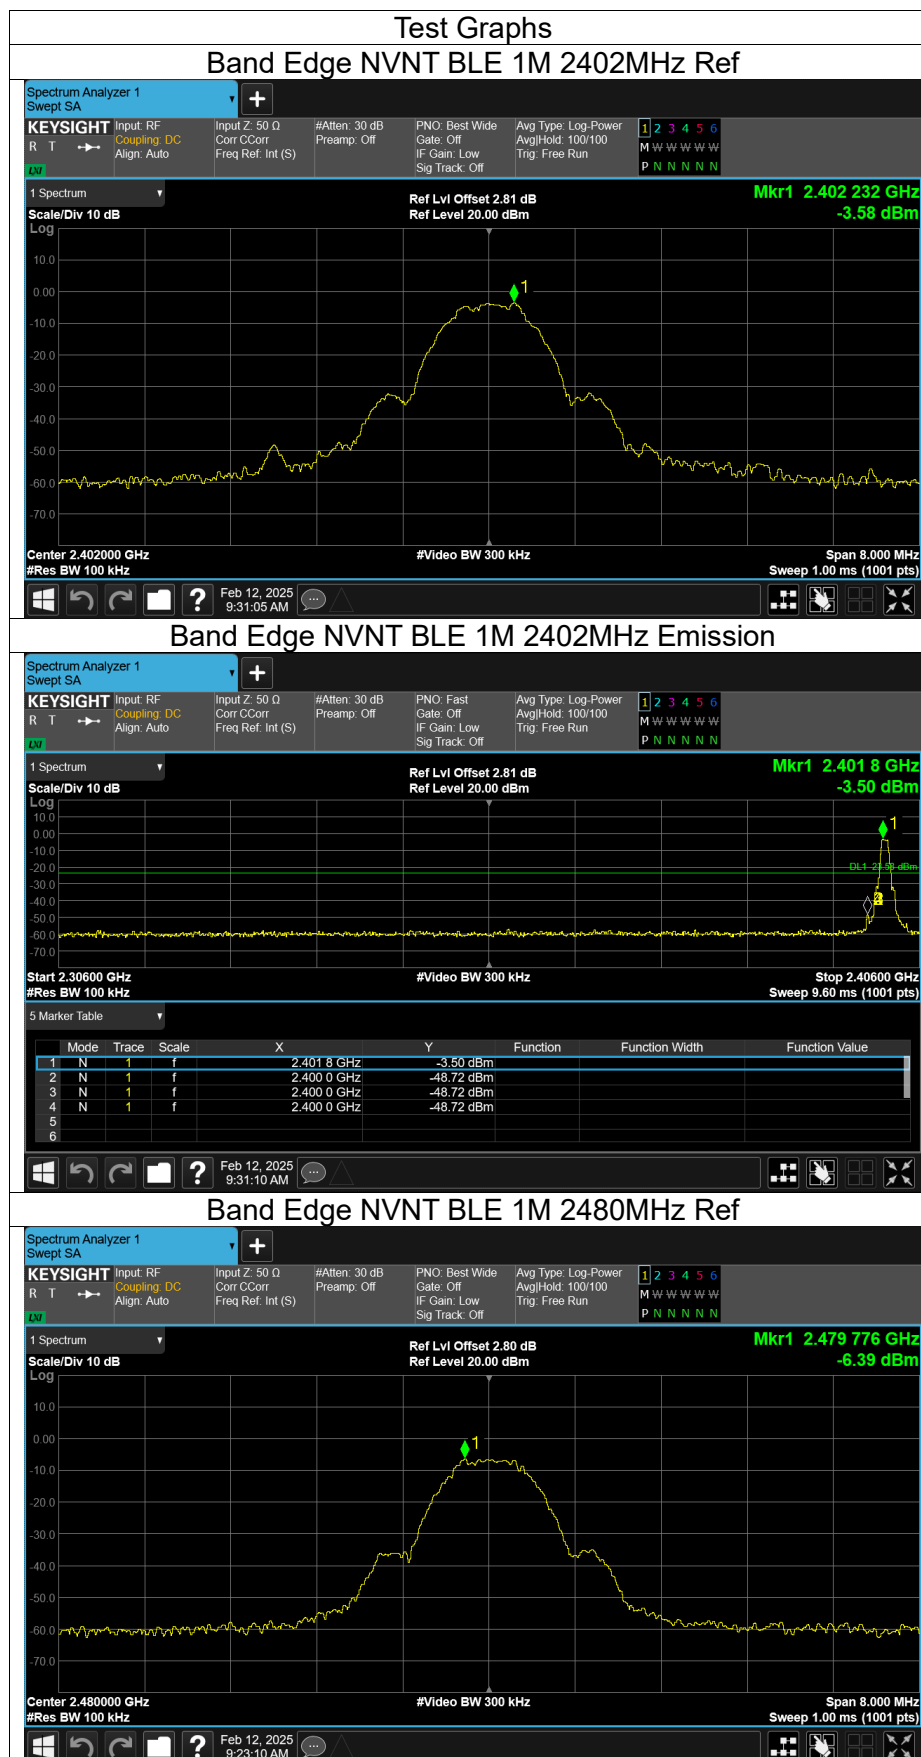 Test Graphs
Band Edge NVNT BLE 1M 2402MHz Ref
Spectrum Analyzer 1
Swept SA
KEYSIGHT Input: RF Input Z: 50 Ω #Atten: 30 dB PNO: Best Wide Avg Type: Log-Power 1 2 3 4 5 6
R T Coupling: DC Corr CCorr Preamp: Off Gate: Off Avg|Hold: 100/100 M W W W W W
Align: Auto Freq Ref: Int (S) IF Gain: Low Trig: Free Run
LXI Sig Track: Off P N N N N N
1 Spectrum Ref Lvl Offset 2.81 dB Mkr1 2.402 232 GHz
Scale/Div 10 dB Ref Level 20.00 dBm -3.58 dBm
Log
1
10.0
0.00
-10.0
-20.0
-30.0
-40.0
-50.0
-60.0
-70.0
Center 2.402000 GHz #Video BW 300 kHz Span 8.000 MHz
#Res BW 100 kHz Sweep 1.00 ms (1001 pts)
Feb 12, 2025
9:31:05 AM
Band Edge NVNT BLE 1M 2402MHz Emission
Spectrum Analyzer 1
Swept SA
KEYSIGHT Input: RF Input Z: 50 Ω #Atten: 30 dB PNO: Fast Avg Type: Log-Power 1 2 3 4 5 6
R T Coupling: DC Corr CCorr Preamp: Off Gate: Off Avg|Hold: 100/100 M W W W W W
Align: Auto Freq Ref: Int (S) IF Gain: Low Trig: Free Run
LXI Sig Track: Off P N N N N N
1 Spectrum Ref Lvl Offset 2.81 dB Mkr1 2.401 8 GHz
Scale/Div 10 dB Ref Level 20.00 dBm -3.50 dBm
Log
10.0 1
0.00
-10.0
-20.0 DL1 -23.58 dBm
-30.0
-40.0
-50.0
-60.0
-70.0
Start 2.30600 GHz #Video BW 300 kHz Stop 2.40600 GHz
#Res BW 100 kHz Sweep 9.60 ms (1001 pts)
5 Marker Table
Mode Trace Scale X Y Function Function Width Function Value
1 N 1 f 2.401 8 GHz -3.50 dBm
2 N 1 f 2.400 0 GHz -48.72 dBm
3 N 1 f 2.400 0 GHz -48.72 dBm
4 N 1 f 2.400 0 GHz -48.72 dBm
5
6
Feb 12, 2025
9:31:10 AM
Band Edge NVNT BLE 1M 2480MHz Ref
Spectrum Analyzer 1
Swept SA
KEYSIGHT Input: RF Input Z: 50 Ω #Atten: 30 dB PNO: Best Wide Avg Type: Log-Power 1 2 3 4 5 6
R T Coupling: DC Corr CCorr Preamp: Off Gate: Off Avg|Hold: 100/100 M W W W W W
Align: Auto Freq Ref: Int (S) IF Gain: Low Trig: Free Run
LXI Sig Track: Off P N N N N N
1 Spectrum Ref Lvl Offset 2.80 dB Mkr1 2.479 776 GHz
Scale/Div 10 dB Ref Level 20.00 dBm -6.39 dBm
Log
10.0
0.00
1
-10.0
-20.0
-30.0
-40.0
-50.0
-60.0
-70.0
Center 2.480000 GHz #Video BW 300 kHz Span 8.000 MHz
#Res BW 100 kHz Sweep 1.00 ms (1001 pts)
Feb 12, 2025
9:23:10 AM